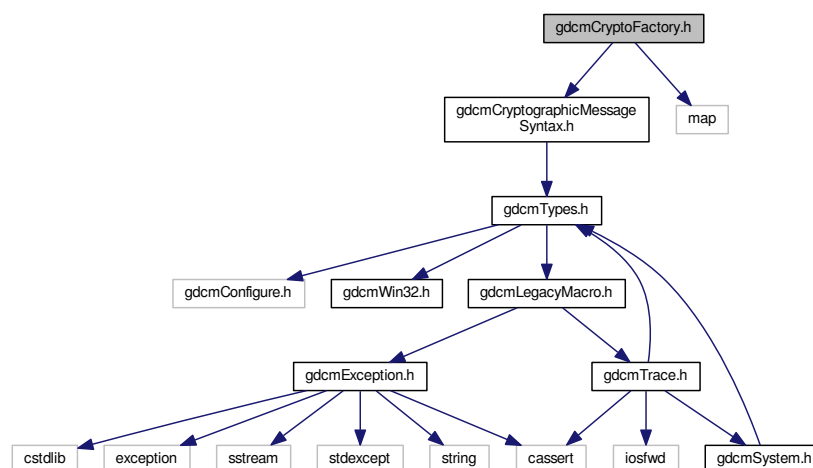 gdcmCryptoFactory.h
gdcmCryptographicMessage
Syntax.h
map
gdcmTypes.h
gdcmConfigure.h
gdcmWin32.h
gdcmLegacyMacro.h
gdcmException.h
gdcmTrace.h
cstdlib
exception
sstream
stdexcept
string
cassert
iosfwd
gdcmSystem.h